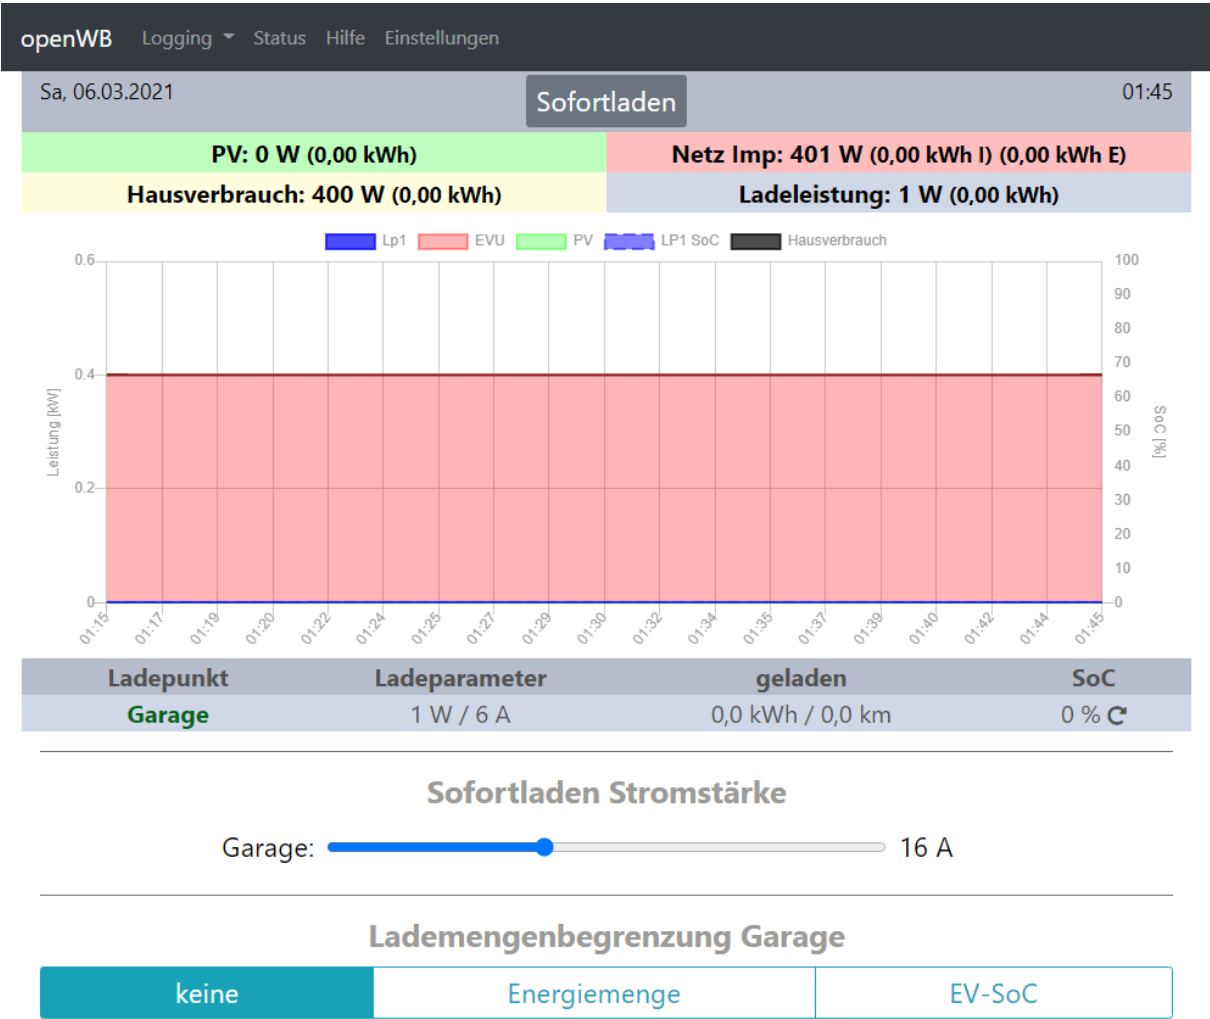 openWB Logging Status Hilfe Einstellungen
Sa, 06.03.2021 Sofortladen 01:45
PV: 0 W (0,00 kWh) Netz Imp: 401 W (0,00 kWh I) (0,00 kWh E)
Hausverbrauch: 400 W (0,00 kWh) Ladeleistung: 1 W (0,00 kWh)
Lp1 EVU PV LP1 SoC Hausverbrauch
0.6 100
90
80
70
0.4
60
50
40
0.2
30
20
10
0 0
Leistung [kW]
SoC [%]
01:15 01:17 01:19 01:20 01:22 01:24 01:25 01:27 01:29 01:30 01:32 01:34 01:35 01:37 01:39 01:40 01:42 01:44 01:45
Ladepunkt Ladeparameter geladen SoC
Garage 1 W / 6 A 0,0 kWh / 0,0 km 0 %
Sofortladen Stromstärke
Garage: 16 A
Lademengenbegrenzung Garage
keine Energiemenge EV-SoC